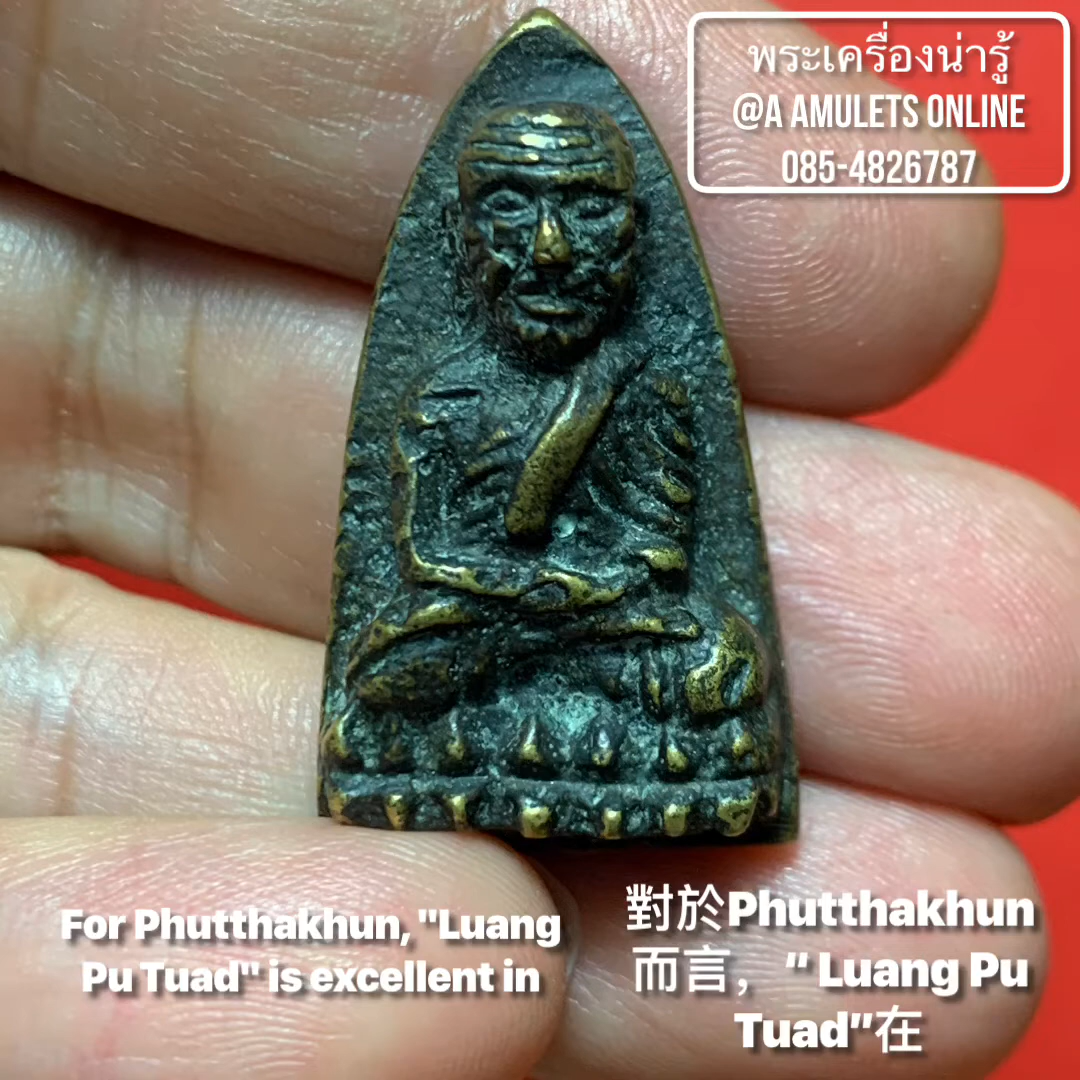 พระเครื่องน่ารู้
@A AMULETS ONLINE
085-4826787
For Phutthakhun, "Luang
Pu Tuad" is excellent in
對於Phutthakhun
而言，" Luang Pu
Tuad"在